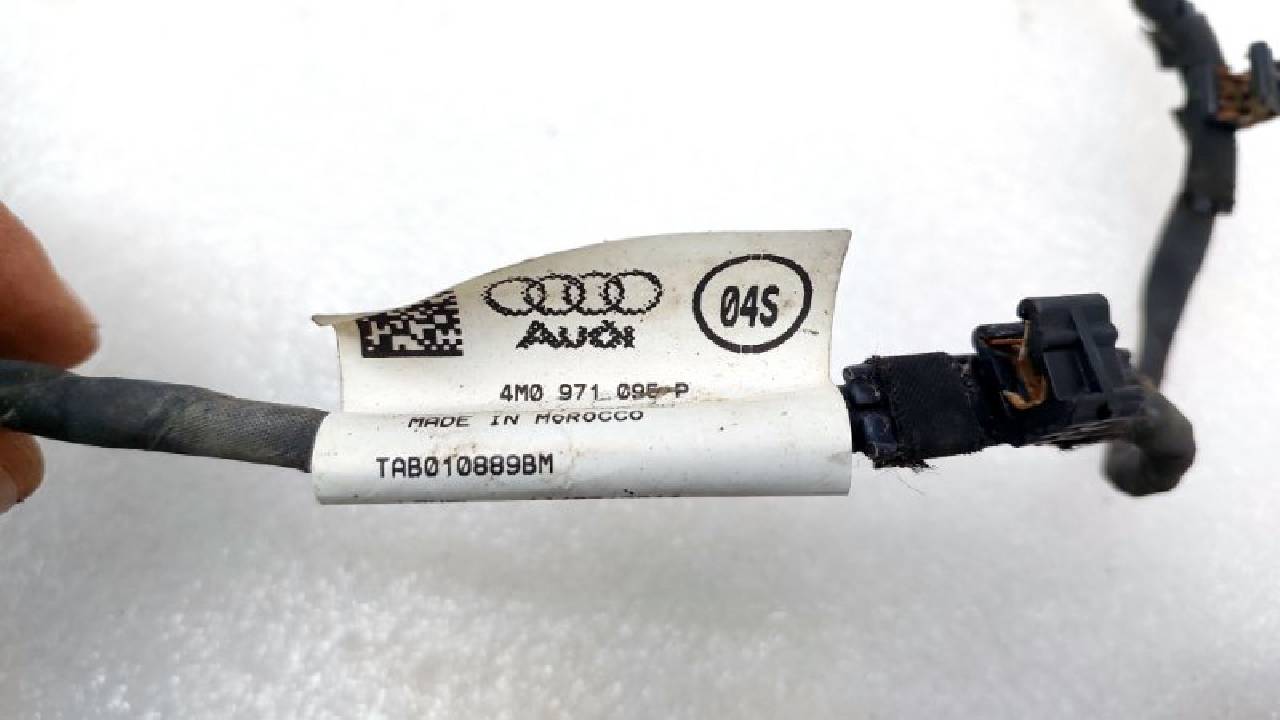 AUDI
04S
4M0 971 095 P
MADE IN MOROCCO
TAB010889BM